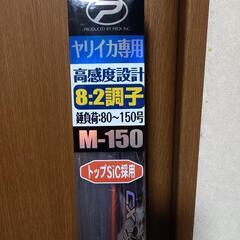 PRODUCED BY PROX INC
ヤリイカ専用
高感度設計
8:2調子
錘負荷:80～150号
M-150
トップSiC採用
CX